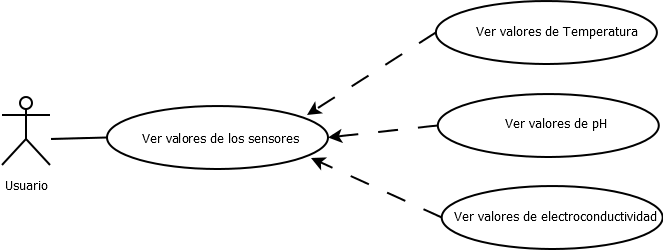 Ver valores de Temperatura
Ver valores de pH
Ver valores de los sensores
Usuario
Ver valores de electroconductividad